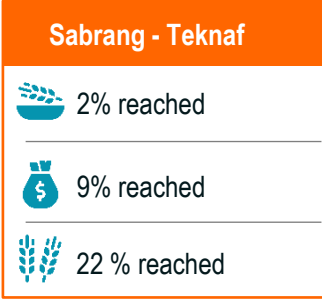 Sabrang - Teknaf
2% reached
$
9% reached
22 % reached